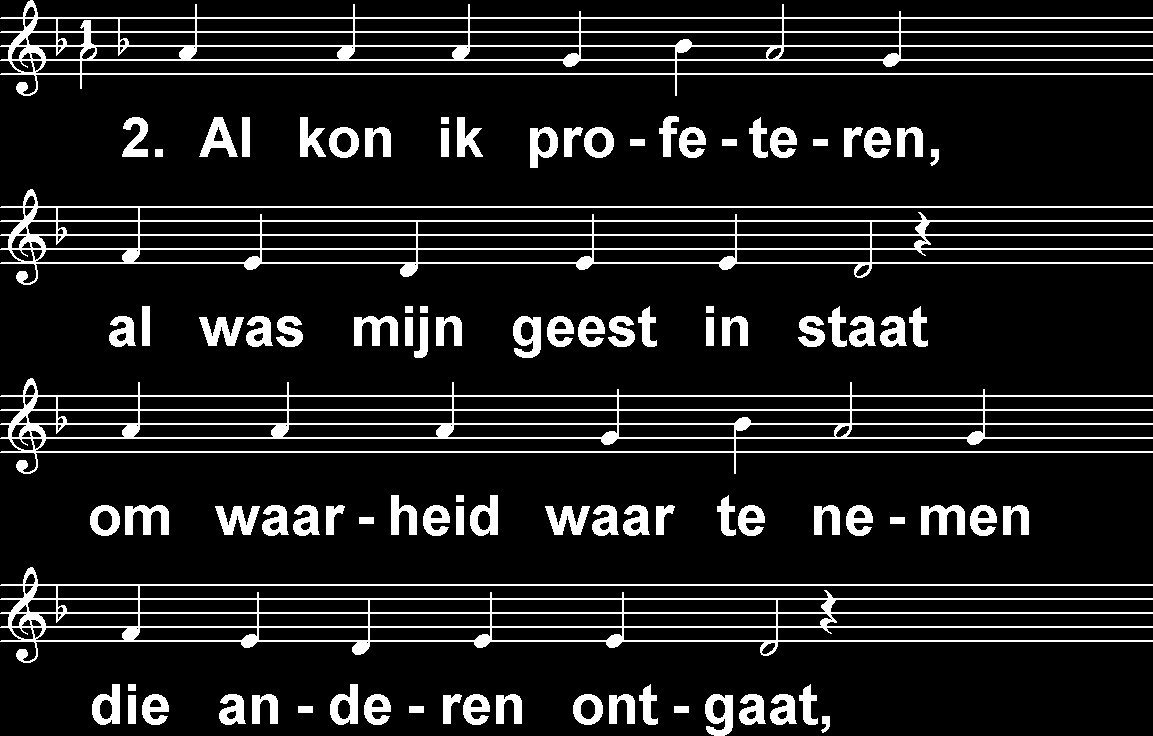 2. Al kon ik pro - fe - te - ren,
al was mijn geest in staat
om waar - heid waar te ne - men
die an - de - ren ont - gaat,